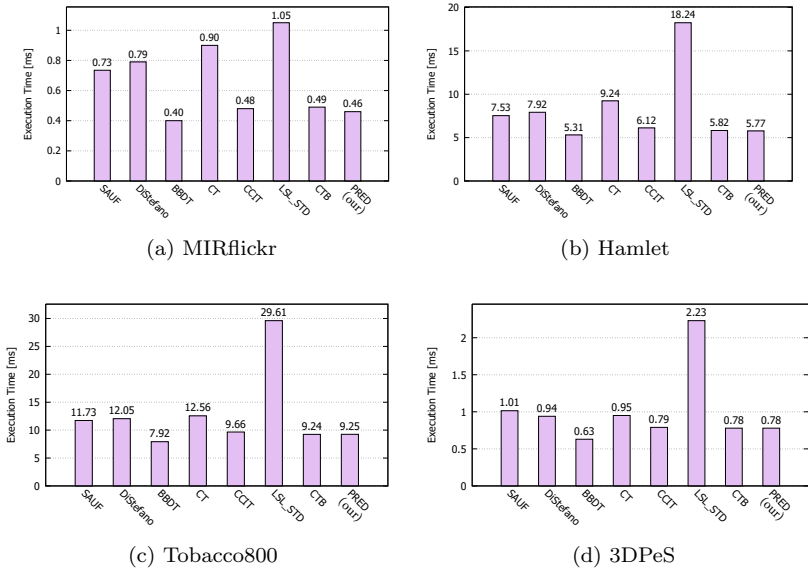 Execution Time [ms]
1
0.8
0.6
0.4
0.2
0
0.73
0.79
0.40
0.90
0.48
1.05
0.49
0.46
SAUF
DiStefano
BBDT
CT
CCIT
LSL_STD
CTB
PRED
(our)
(a) MIRflickr
Execution Time [ms]
20
15
10
5
0
7.53
7.92
5.31
9.24
6.12
18.24
5.82
5.77
SAUF
DiStefano
BBDT
CT
CCIT
LSL_STD
CTB
PRED
(our)
(b) Hamlet
Execution Time [ms]
30
25
20
15
10
5
0
11.73
12.05
7.92
12.56
9.66
29.61
9.24
9.25
SAUF
DiStefano
BBDT
CT
CCIT
LSL_STD
CTB
PRED
(our)
(c) Tobacco800
Execution Time [ms]
2
1.5
1
0.5
0
1.01
0.94
0.63
0.95
0.79
2.23
0.78
0.78
SAUF
DiStefano
BBDT
CT
CCIT
LSL_STD
CTB
PRED
(our)
(d) 3DPeS